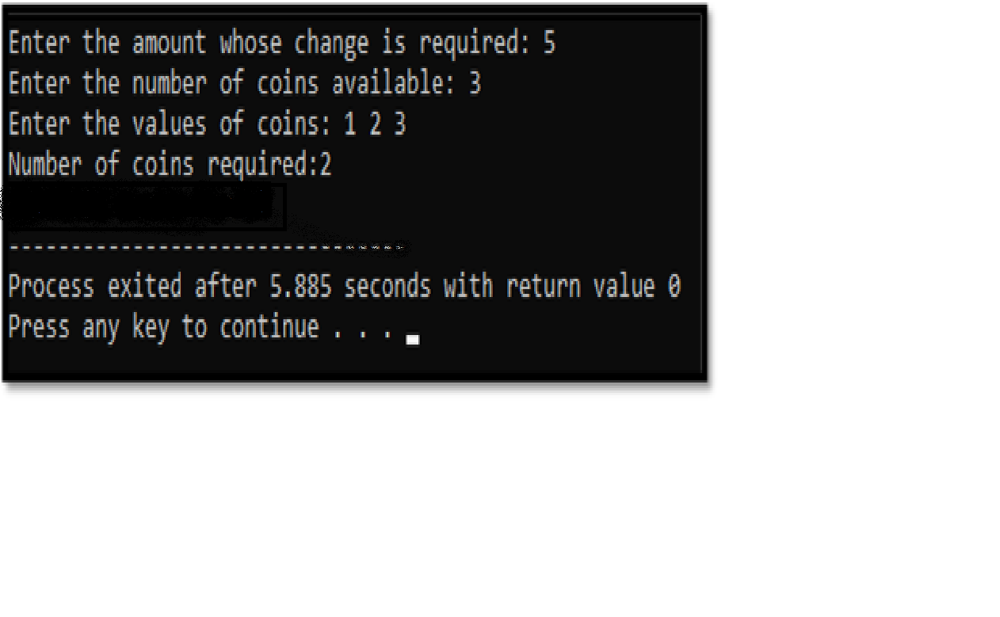 Enter the amount whose change is required: 5
Enter the number of coins available: 3
Enter the values of coins: 1 2 3
Number of coins required:2
--------------------------------
Process exited after 5.885 seconds with return value 0
Press any key to continue . . .